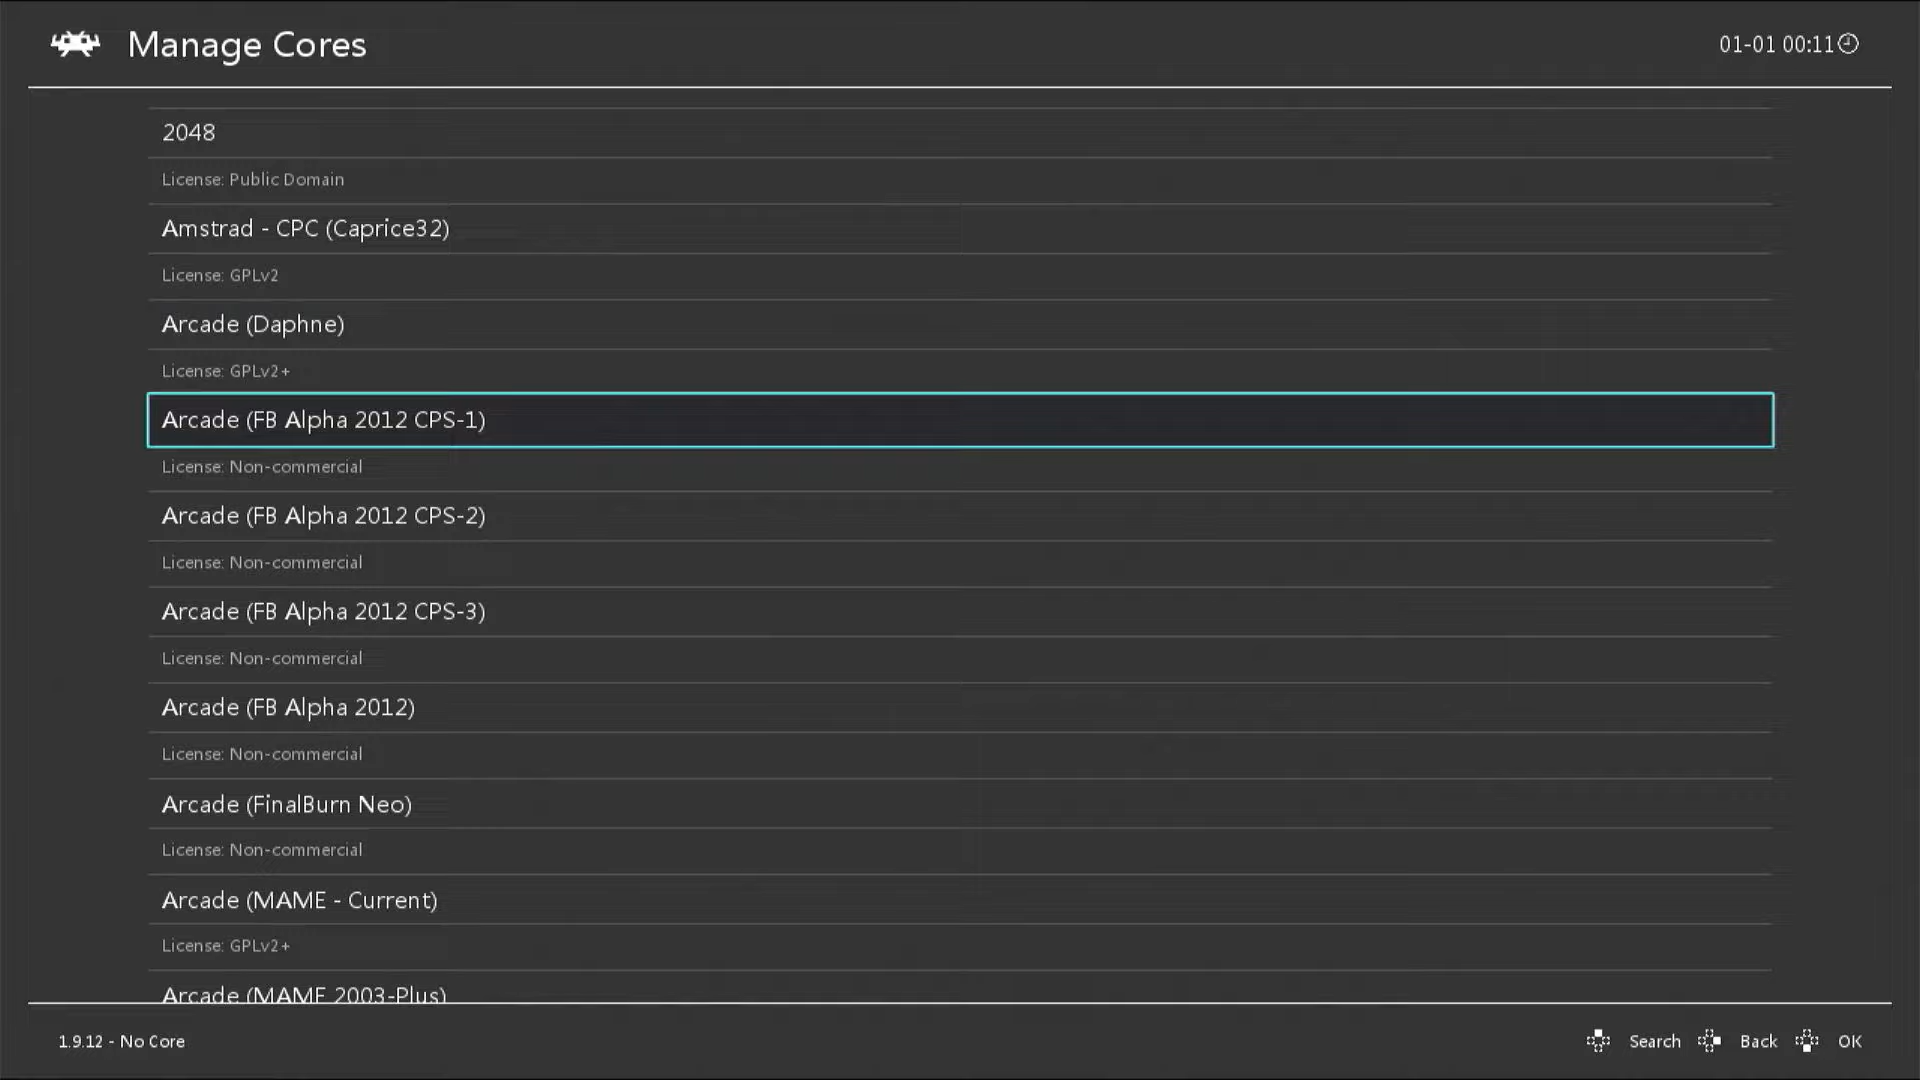 Manage Cores
01-01 00:11
2048
License: Public Domain
Amstrad - CPC (Caprice32)
License: GPLv2
Arcade (Daphne)
License: GPLv2+
Arcade (FB Alpha 2012 CPS-1)
License: Non-commercial
Arcade (FB Alpha 2012 CPS-2)
License: Non-commercial
Arcade (FB Alpha 2012 CPS-3)
License: Non-commercial
Arcade (FB Alpha 2012)
License: Non-commercial
Arcade (FinalBurn Neo)
License: Non-commercial
Arcade (MAME - Current)
License: GPLv2+
Arcade (MAME 2003-Plus)
1.9.12 - No Core
Search Back OK